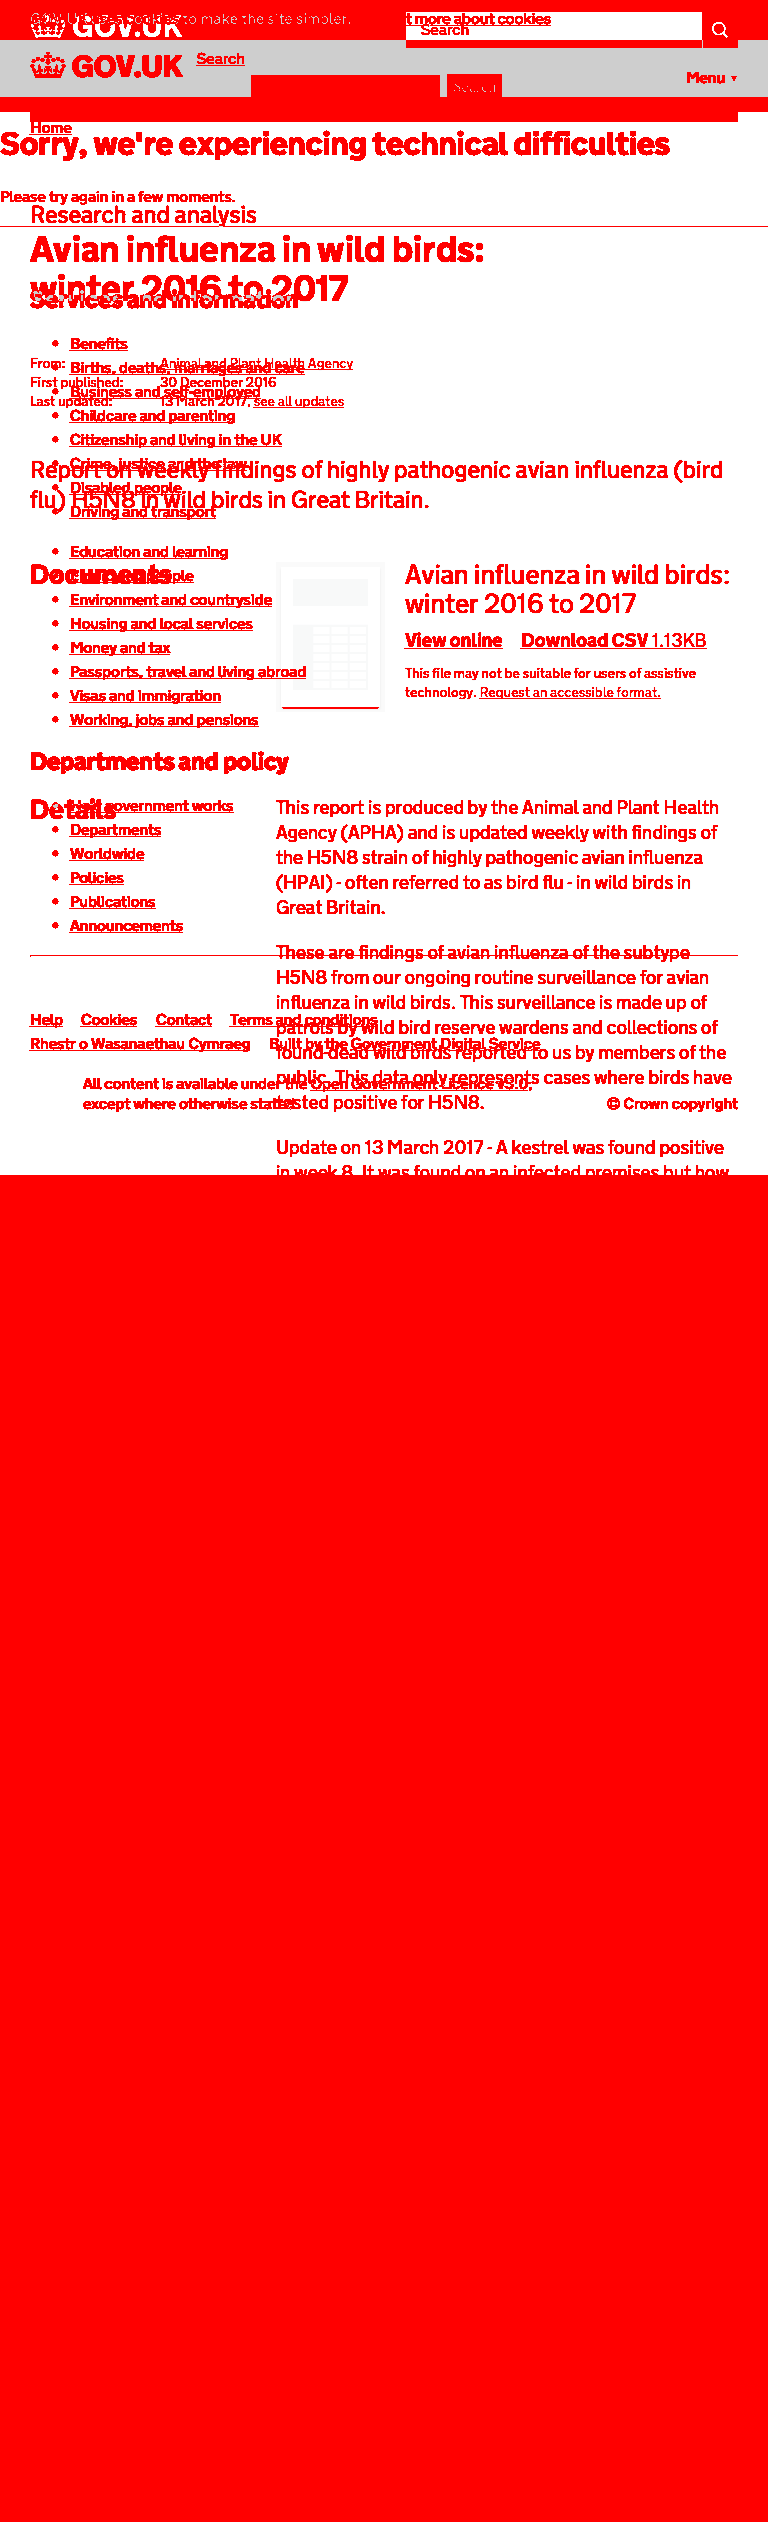 GOV.UK uses cookies to make the site simpler. t more about cookies
GOV.UK
Search
GOV.UK
Search
Search
Menu ▼
Home
Sorry, we're experiencing technical difficulties
Please try again in a few moments.
Research and analysis
Avian influenza in wild birds:
winter 2016 to 2017
Services and information
Benefits
From: Animal and Plant Health Agency
Births, deaths, marriages and care
First published: 30 December 2016
Business and self-employed
Last updated: 13 March 2017, see all updates
Childcare and parenting
Citizenship and living in the UK
Crime, justice and the law
Report on weekly findings of highly pathogenic avian influenza (bird
Disabled people
flu) H5N8 in wild birds in Great Britain.
Driving and transport
Education and learning
Documents
people
Environment and countryside
Housing and local services
Money and tax
Passports, travel and living abroad
Visas and immigration
Working, jobs and pensions
Avian influenza in wild birds:
winter 2016 to 2017
View online Download CSV 1.13KB
This file may not be suitable for users of assistive
technology. Request an accessible format.
Departments and policy
Details
government works
Departments
Worldwide
Policies
Publications
Announcements
This report is produced by the Animal and Plant Health
Agency (APHA) and is updated weekly with findings of
the H5N8 strain of highly pathogenic avian influenza
(HPAI) - often referred to as bird flu - in wild birds in
Great Britain.
These are findings of avian influenza of the subtype
H5N8 from our ongoing routine surveillance for avian
influenza in wild birds. This surveillance is made up of
patrols by wild bird reserve wardens and collections of
found-dead wild birds reported to us by members of the
public. This data only represents cases where birds have
tested positive for H5N8.
Help Cookies Contact Terms and conditions
Rhestr o Wasanaethau Cymraeg Built by the Government Digital Service
All content is available under the Open Government Licence v3.0,
except where otherwise stated
© Crown copyright
Update on 13 March 2017 - A kestrel was found positive
in week 8. It was found on an infected premises but how